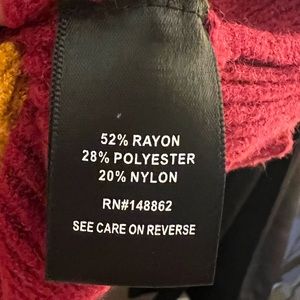 52% RAYON
28% POLYESTER
20% NYLON
RN#148862
SEE CARE ON REVERSE